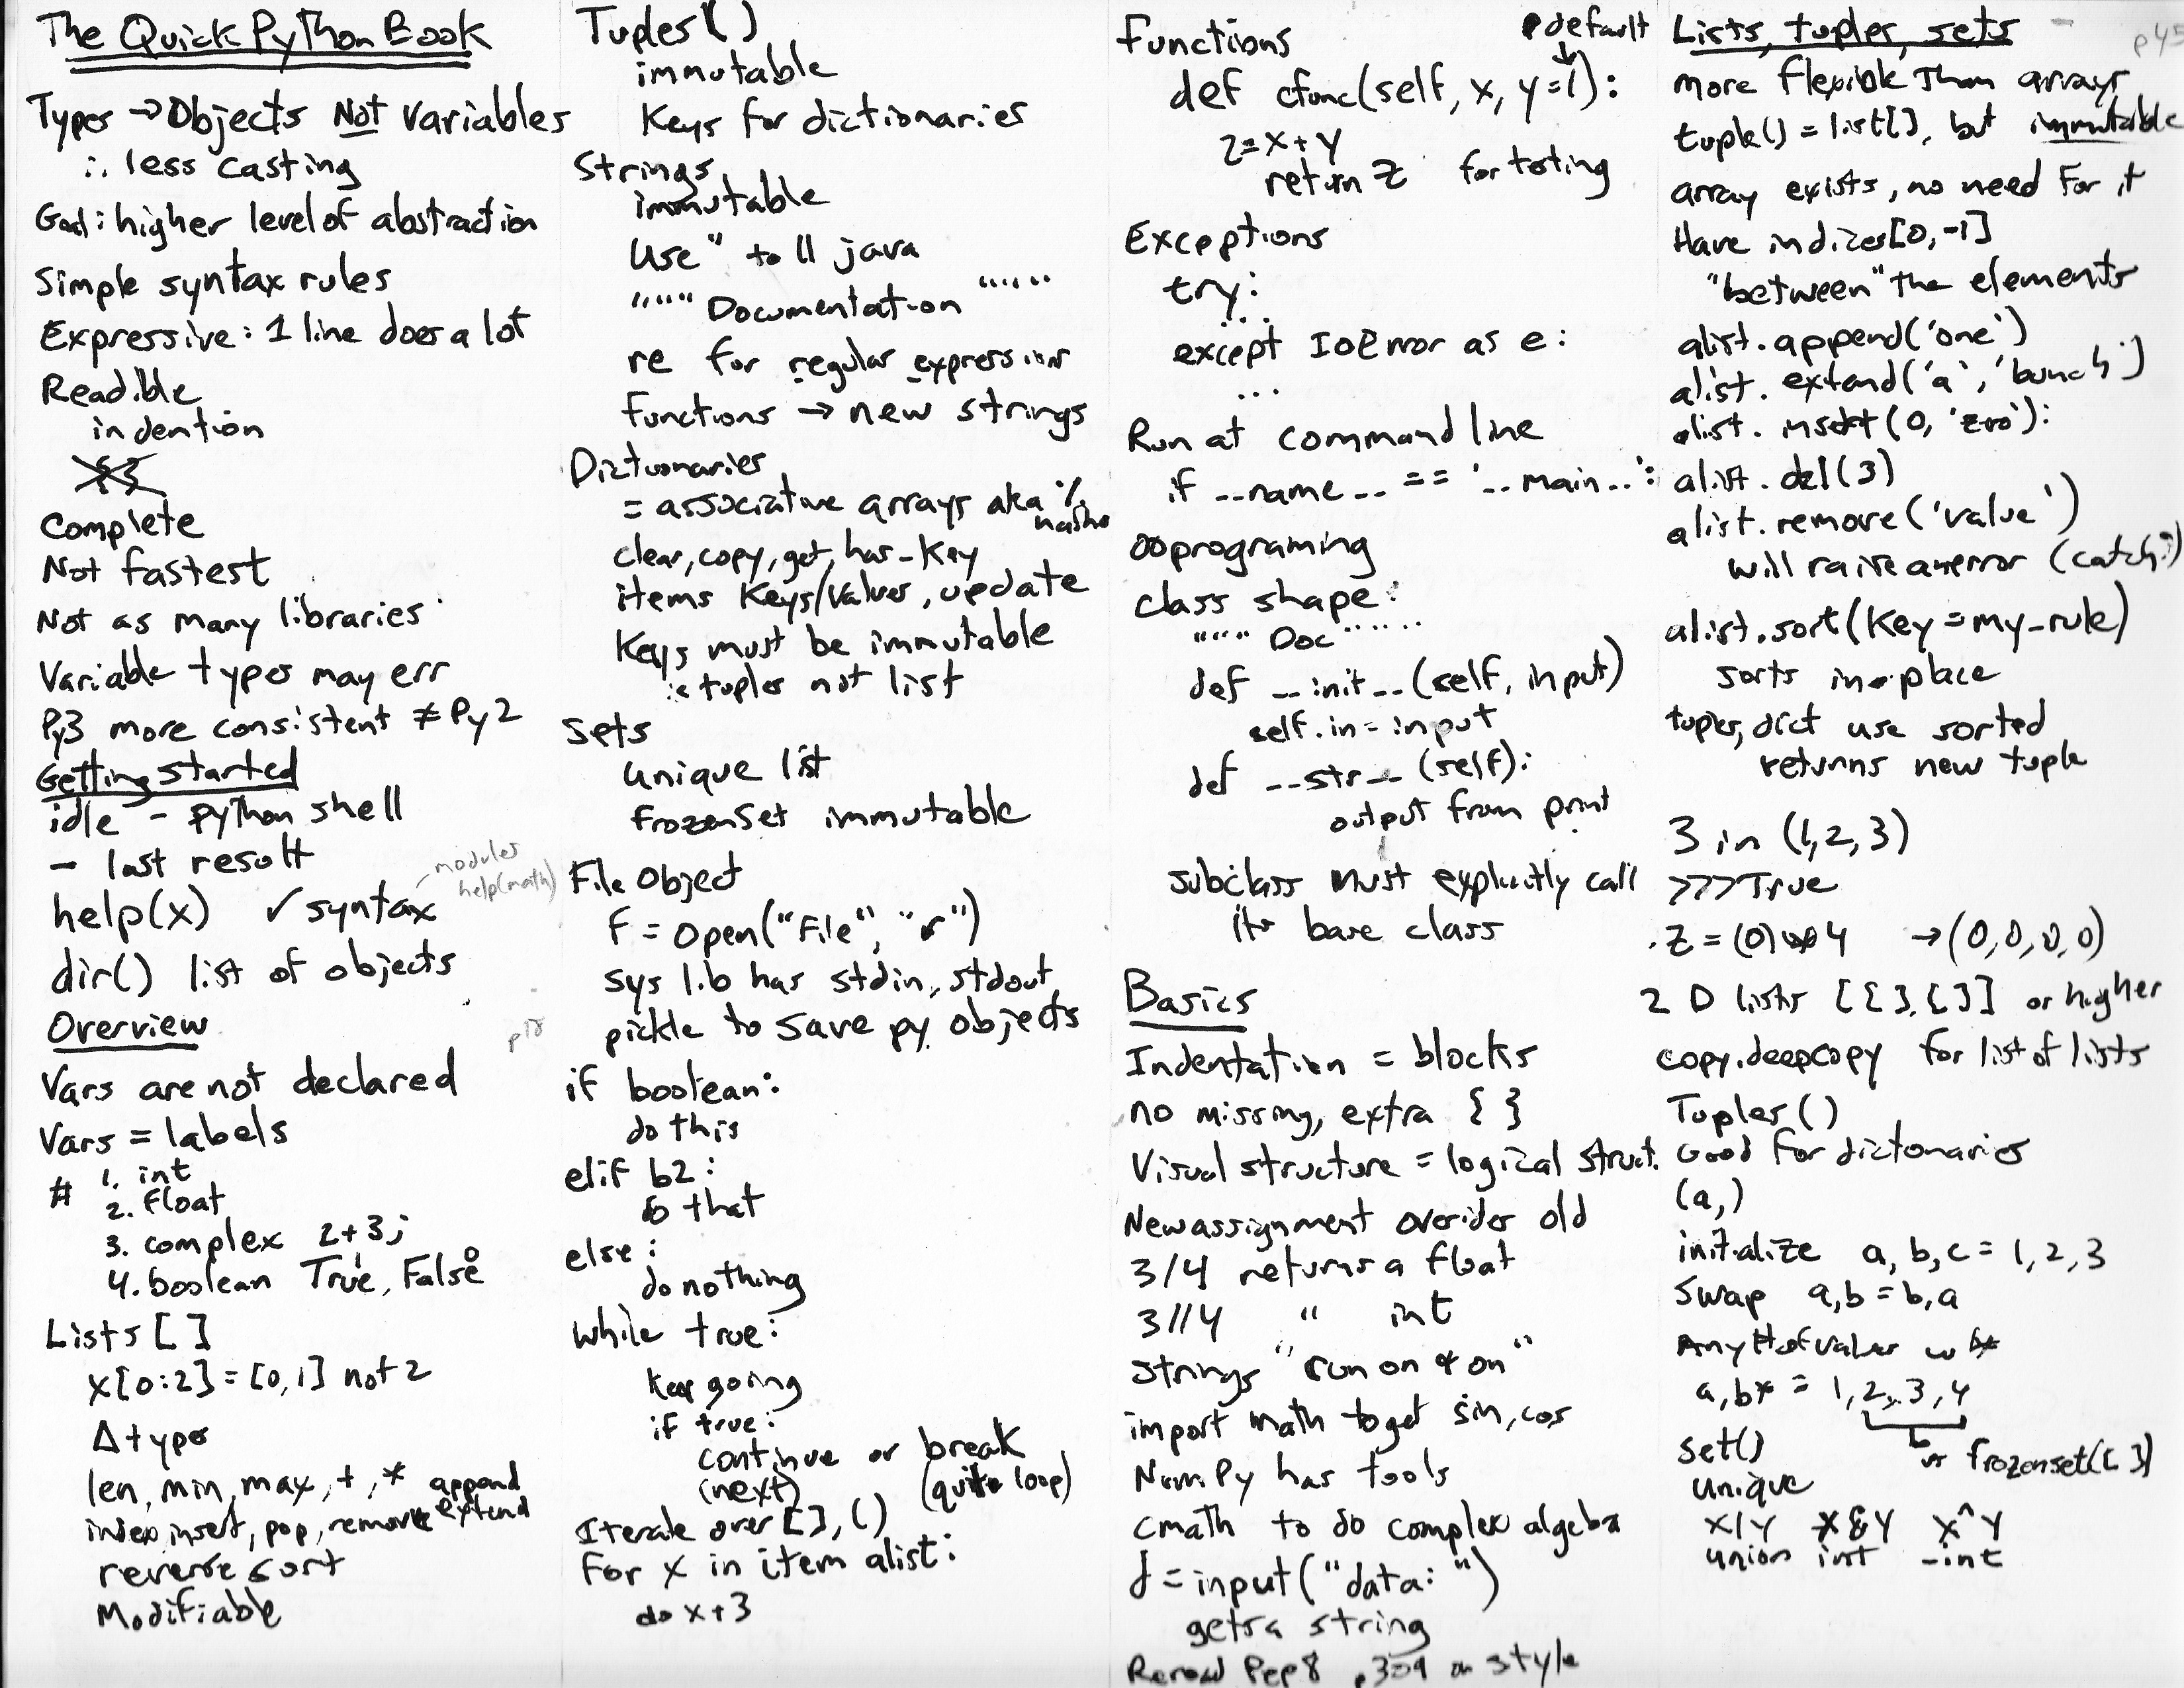 The Quick Python Book
Types → Objects Not Variables
∴ less casting
Goal: higher level of abstraction
Simple syntax rules
Expressive: 1 line does a lot
Readible
indention
Complete
Not fastest
Not as many libraries
Variable types may err
Py3 more consistent ≠ Py2
Getting started
idle - python shell
- last result
help(x) ✓ syntax
modules
help(math)
dir() list of objects
Overview
p18
Vars are not declared
Vars = labels
# 1. int
2. float
3. complex 2+3j
4. boolean True, False
1 0
Lists [ ]
x[0:2] = [0,1] not 2
Δ types
len, min, max, +, * append
index, insert, pop, remove extend
reverse sort
Modifiable
Tuples ()
immutable
Keys for dictionaries
Strings
immutable
Use " to || java
""" Documentation """
re for regular expression
functions → new strings
Dictionaries
= associative arrays aka %
hashs
clear, copy, get, has_key
items keys/values, update
Keys must be immutable
ie tuples not list
Sets
unique list
frozenset immutable
File Object
f = open("File", "r")
sys lib has stdin, stdout,
pickle to save py objects
if boolean:
do this
elif b2:
do that
else:
do nothing
while true:
keep going
if true:
continue or break
(next) (quits loop)
Iterate over [], ()
for x in item alist:
do x+3
Functions
default
def cfunc(self, x, y=1):
z=x+y
return z for testing
Exceptions
try:
...
except IOError as e:
...
Run at command line
if __name__ == '__main__':
OO programing
class shape:
""" Doc """
def __init__(self, input)
self.in = input
def __str__ (self):
output from print
subclass must explicitly call
its base class
Basics
Indentation = blocks
no missing, extra { }
Visual structure = logical struct.
New assignment overides old
3/4 returns a float
3//4 " int
strings "run on & on"
import math to get sin, cos
NumPy has tools
cmath to do complex algebra
d = input("data: ")
gets a string
Reread Pep8 p309 on style
Lists, tuples, sets
p45
more flexible than arrays
tuple() = list[], but immutable
array exists, no need for it
Have indices[0,-1]
"between" the elements
alist.append('one')
alist.extend('a', 'bunch')
alist.insert(0, 'zero'):
alist.del(3)
alist.remove('value')
will raise an error (catch?)
alist.sort(key=my_rule)
sorts in-place
tuples, dict use sorted
returns new tuple
3 in (1,2,3)
>>>True
z = (0) * 4 → (0,0,0,0)
2 D lists [[],[]] or higher
copy.deepcopy for list of lists
Tuples ()
Good for dictonaries
(a,)
initialize a, b, c = 1, 2, 3
swap a,b = b,a
Any # of values w *
a, b* = 1, 2, 3, 4
b
set() or frozenset([])
unique
x|y x&y x^y
union int -int